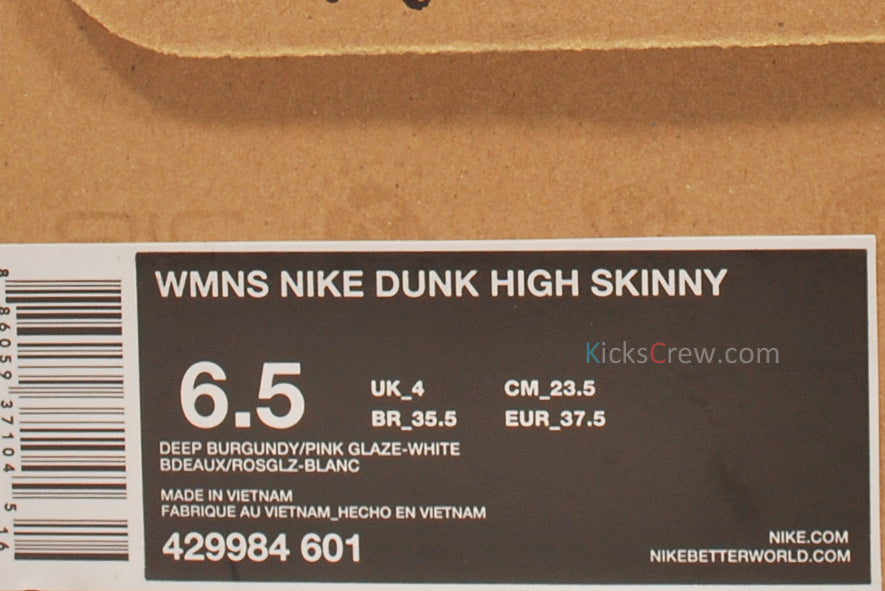 WMNS NIKE DUNK HIGH SKINNY
KicksCrew.com
6.5
UK_4 CM_23.5
BR_35.5 EUR_37.5
DEEP BURGUNDY/PINK GLAZE-WHITE
BDEAUX/ROSGLZ-BLANC
MADE IN VIETNAM
FABRIQUE AU VIETNAM_HECHO EN VIETNAM
429984 601
NIKE.COM
NIKEBETTERWORLD.COM
8 86059 37104 5 16